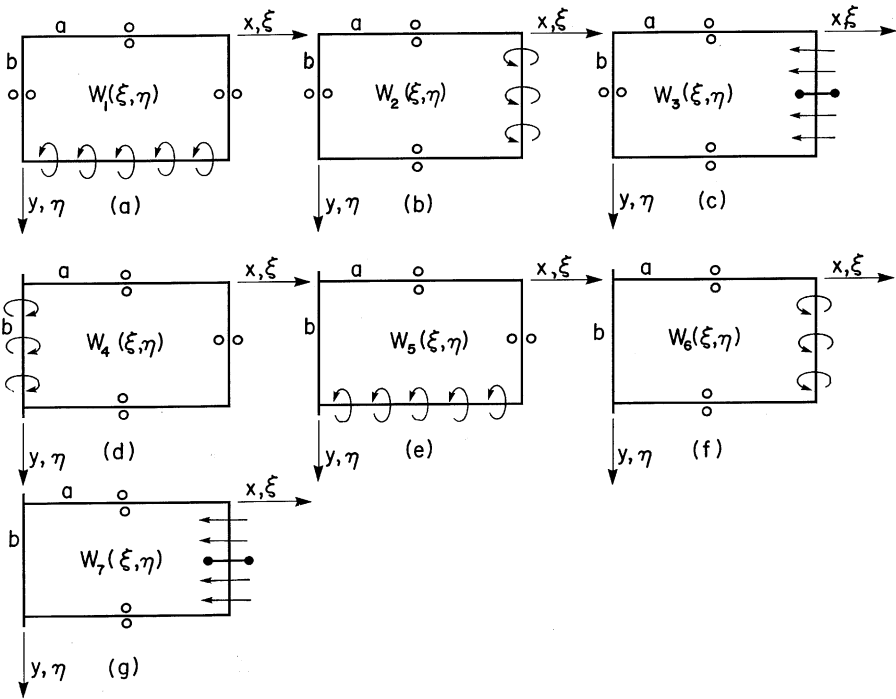 a x,ξ a x,ξ a x,ξ
b W₁(ξ,η) b W₂(ξ,η) b W₃(ξ,η)
y, η (a) y, η (b) y, η (c)
a x,ξ a x,ξ a x,ξ
b W₄(ξ,η) b W₅(ξ,η) b W₆(ξ,η)
y, η (d) y, η (e) y, η (f)
a x,ξ
b W₇(ξ,η)
y, η (g)